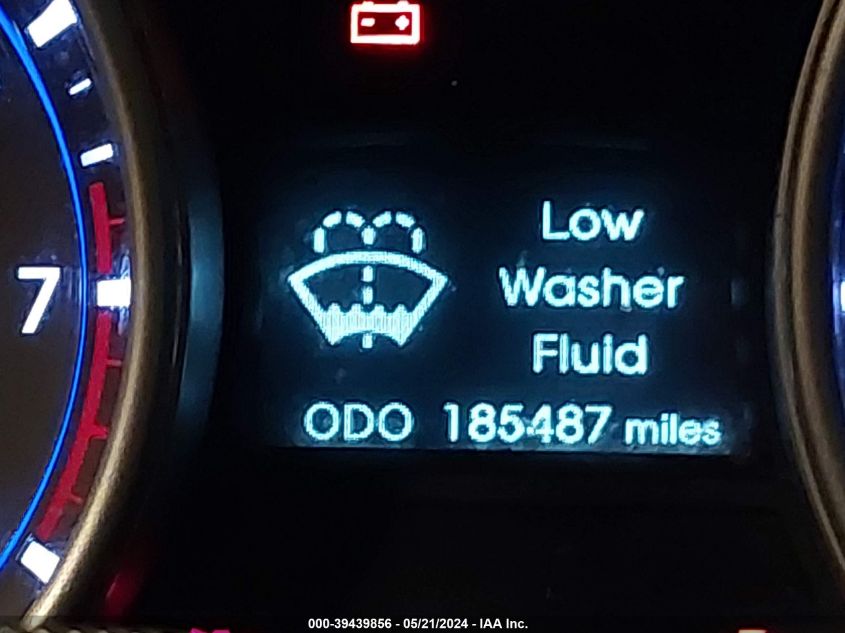 7
Low
Washer
Fluid
ODO 185487 miles
000-39439856 - 05/21/2024 - IAA Inc.